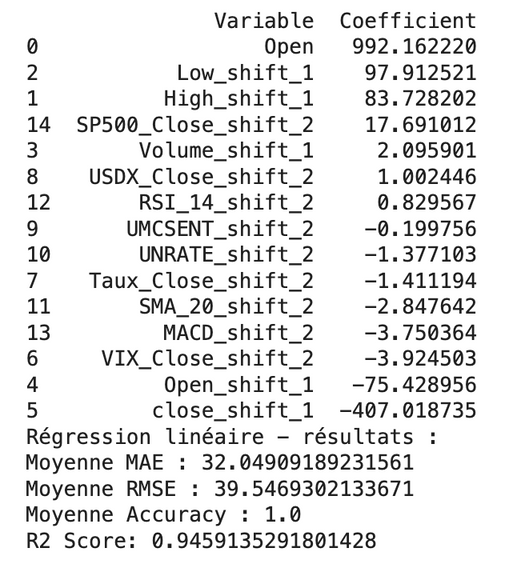 Variable Coefficient
0 Open 992.162220
2 Low_shift_1 97.912521
1 High_shift_1 83.728202
14 SP500_Close_shift_2 17.691012
3 Volume_shift_1 2.095901
8 USDX_Close_shift_2 1.002446
12 RSI_14_shift_2 0.829567
9 UMCSENT_shift_2 -0.199756
10 UNRATE_shift_2 -1.377103
7 Taux_Close_shift_2 -1.411194
11 SMA_20_shift_2 -2.847642
13 MACD_shift_2 -3.750364
6 VIX_Close_shift_2 -3.924503
4 Open_shift_1 -75.428956
5 close_shift_1 -407.018735
Régression linéaire - résultats :
Moyenne MAE : 32.04909189231561
Moyenne RMSE : 39.5469302133671
Moyenne Accuracy : 1.0
R2 Score: 0.9459135291801428